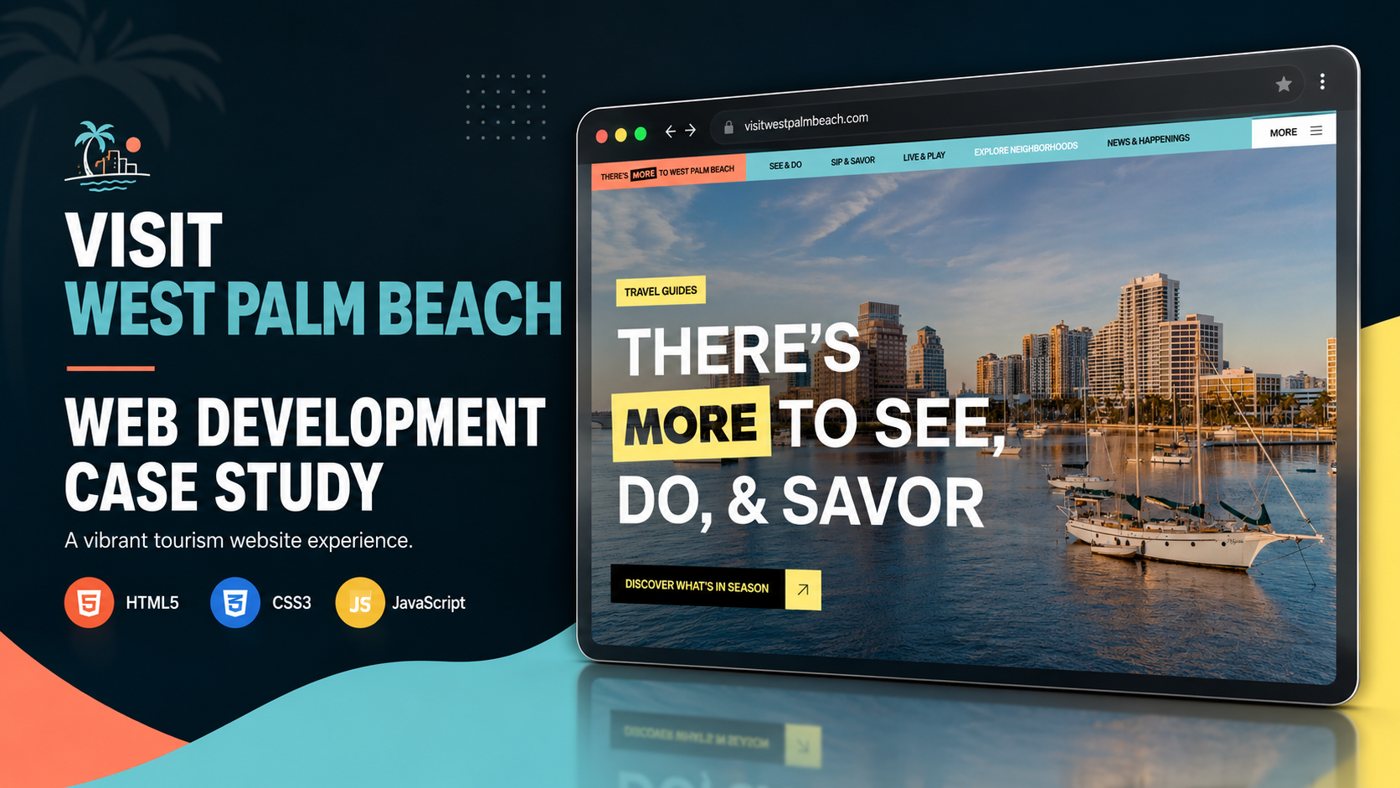 VISIT
WEST PALM BEACH
WEB DEVELOPMENT
CASE STUDY
A vibrant tourism website experience.
HTML5
CSS3
JS JavaScript
visitwestpalmbeach.com
THERE'S MORE TO WEST PALM BEACH
SEE & DO
SIP & SAVOR
LIVE & PLAY
EXPLORE NEIGHBORHOODS
NEWS & HAPPENINGS
MORE
TRAVEL GUIDES
THERE'S
MORE TO SEE,
DO, & SAVOR
DISCOVER WHAT'S IN SEASON